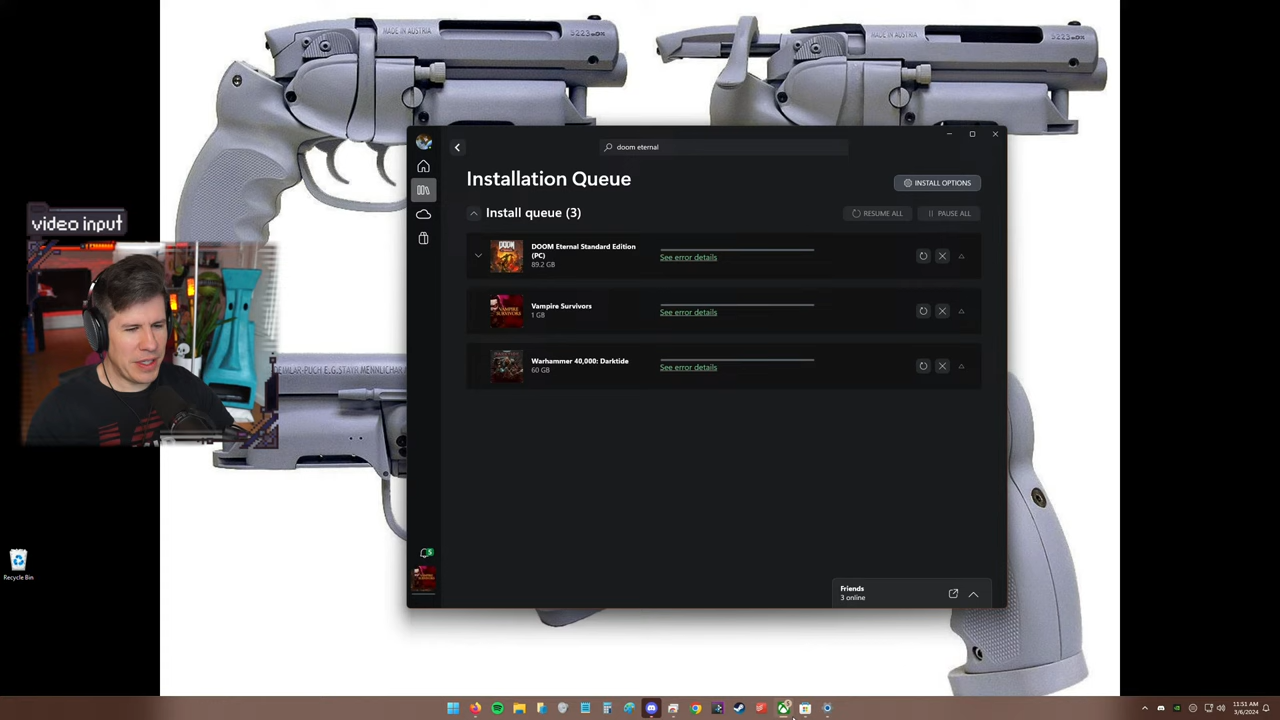 MADE IN AUSTRIA
.222
MADE IN AUSTRIA
.222
doom eternal
Installation Queue
INSTALL OPTIONS
Install queue (3)
RESUME ALL
PAUSE ALL
video input
DOOM Eternal Standard Edition
(PC)
89.2 GB
See error details
Vampire Survivors
1 GB
See error details
Warhammer 40,000: Darktide
60 GB
See error details
5
Recycle Bin
Friends
3 online
11:51 AM
3/6/2024